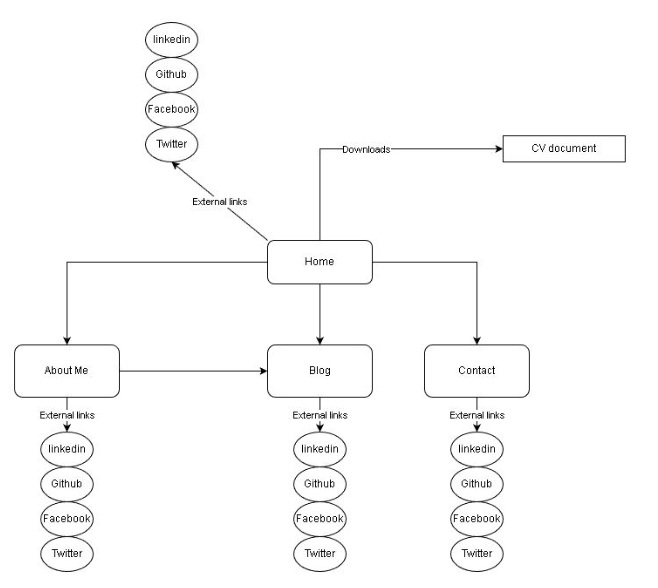 linkedin
Github
Facebook
Twitter
Downloads
CV document
External links
Home
About Me
Blog
Contact
External links
External links
External links
linkedin
linkedin
linkedin
Github
Github
Github
Facebook
Facebook
Facebook
Twitter
Twitter
Twitter